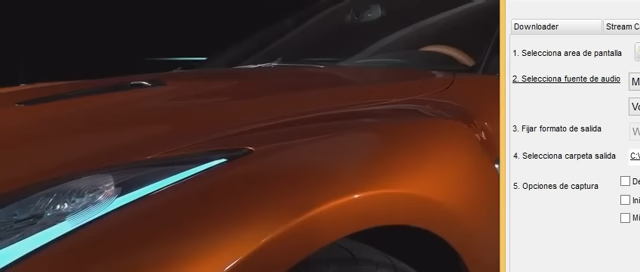 Downloader
Stream C
1. Selecciona area de pantalla
2. Selecciona fuente de audio
M
Vo
3. Fijar formato de salida
W
4. Selecciona carpeta salida
C:\
5. Opciones de captura
De
Ini
Mi